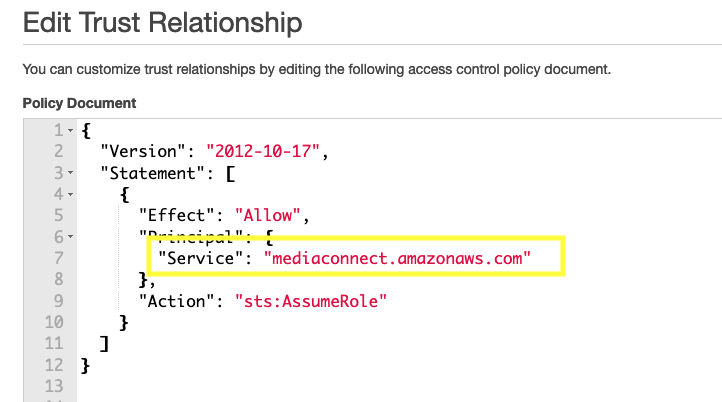 Edit Trust Relationship
You can customize trust relationships by editing the following access control policy document.
Policy Document
1 {
2 "Version": "2012-10-17",
3 "Statement": [
4 {
5 "Effect": "Allow",
6 "Principal": {
7 "Service": "mediaconnect.amazonaws.com"
8 },
9 "Action": "sts:AssumeRole"
10 }
11 ]
12 }
13